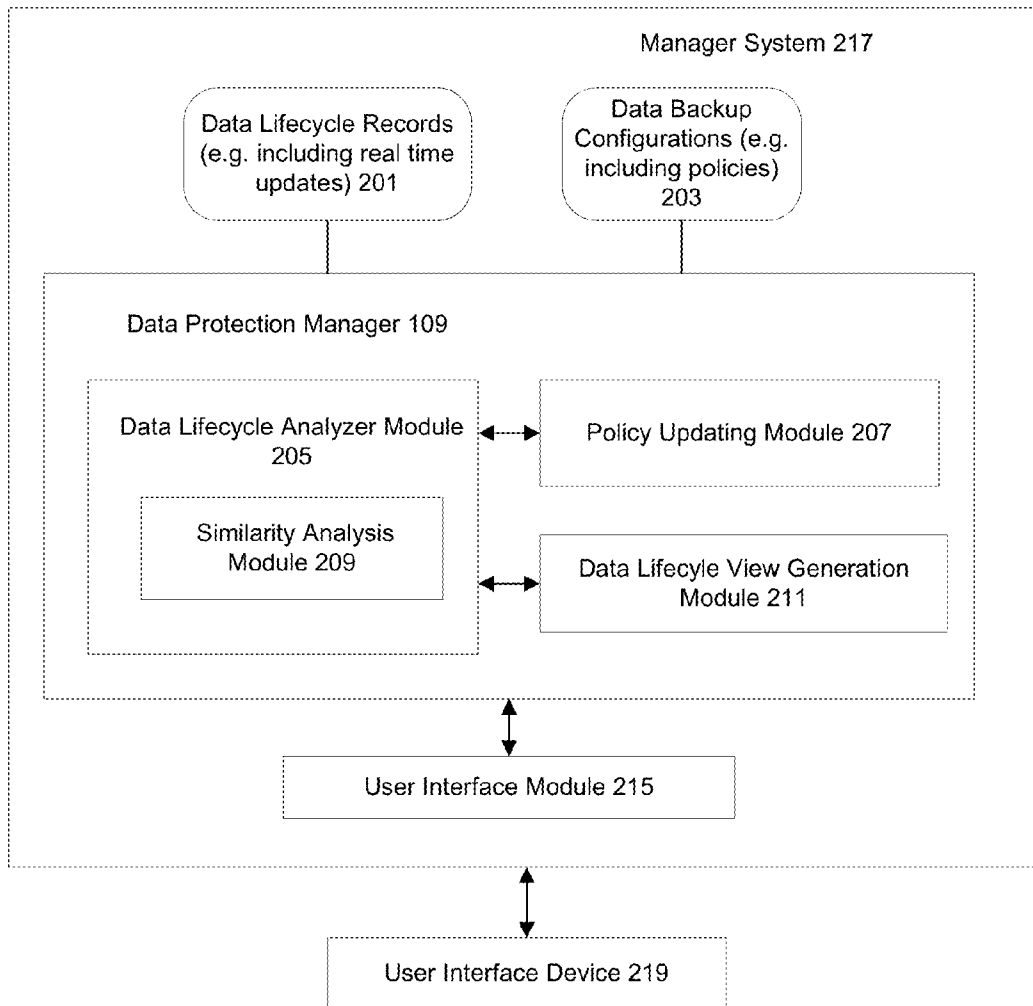 Manager System 217
Data Lifecycle Records
(e.g. including real time
updates) 201
Data Backup
Configurations (e.g.
including policies)
203
Data Protection Manager 109
Data Lifecycle Analyzer Module
205
Policy Updating Module 207
Similarity Analysis
Module 209
Data Lifecyle View Generation
Module 211
User Interface Module 215
User Interface Device 219